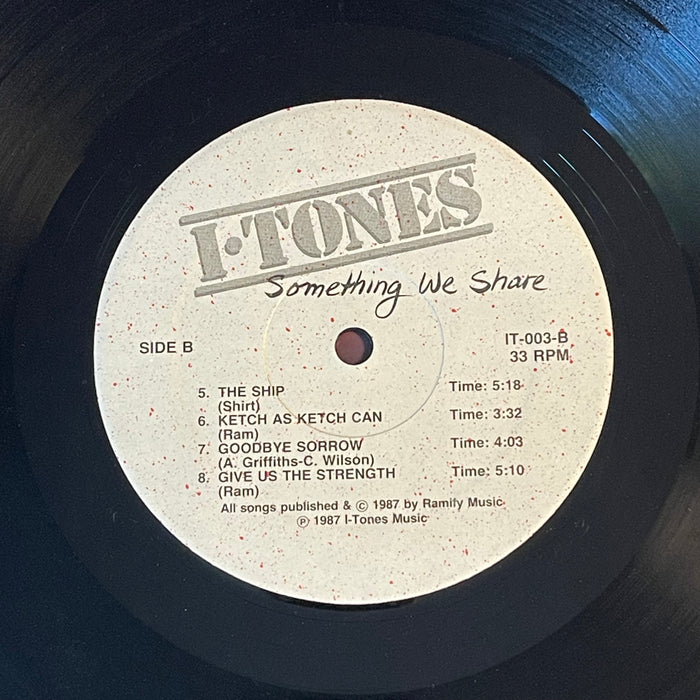 I·TONES
Something We Share
SIDE B
IT-003-B
33 RPM
5. THE SHIP Time: 5:18
(Shirt)
6. KETCH AS KETCH CAN Time: 3:32
(Ram)
7. GOODBYE SORROW Time: 4:03
(A. Griffiths-C. Wilson)
8. GIVE US THE STRENGTH Time: 5:10
(Ram)
All songs published & © 1987 by Ramify Music
℗ 1987 I-Tones Music